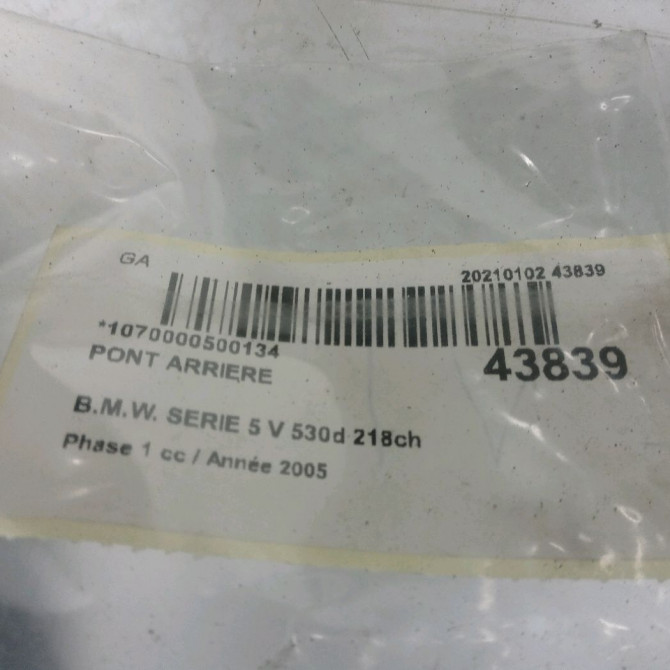 GA
20210102 43839
*1070000500134
43839
PONT ARRIERE
B.M.W. SERIE 5 V 530d 218ch
Phase 1 cc / Année 2005